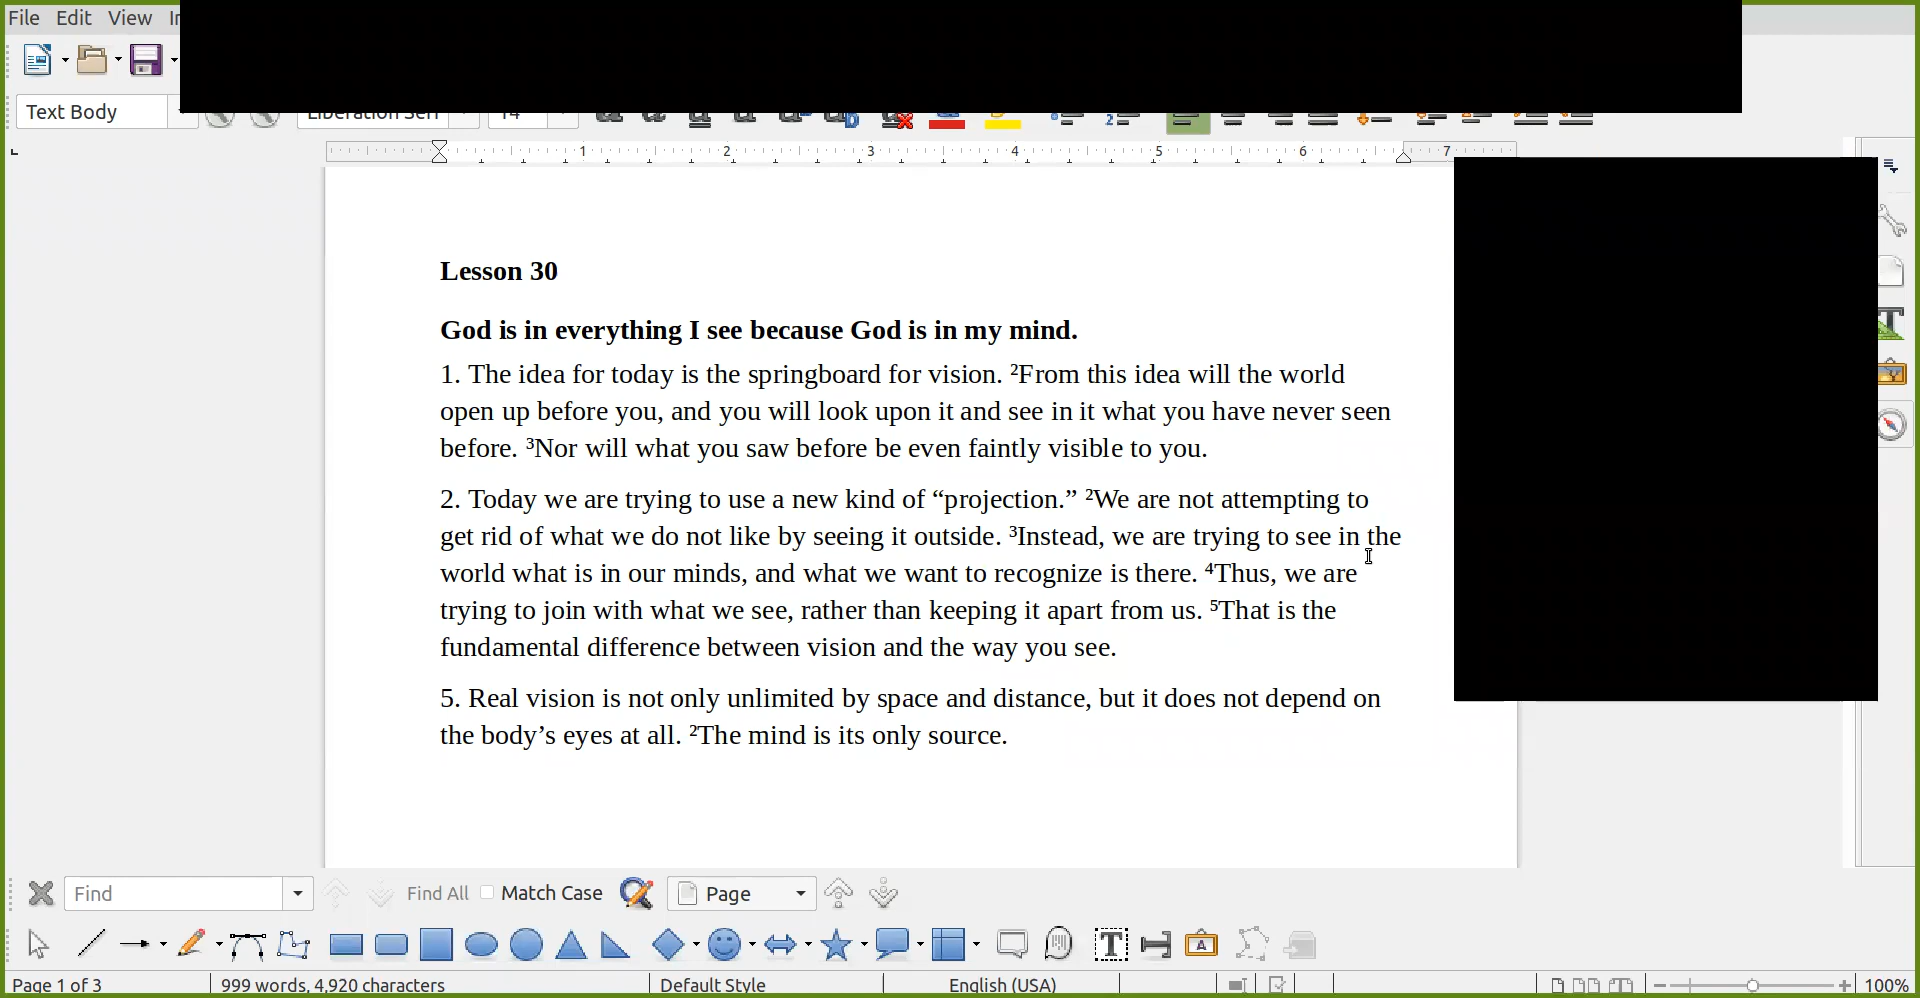 File Edit View
Text Body
1 2 3 4 5 6 7
Lesson 30
God is in everything I see because God is in my mind.
1. The idea for today is the springboard for vision. ²From this idea will the world
open up before you, and you will look upon it and see in it what you have never seen
before. ³Nor will what you saw before be even faintly visible to you.
2. Today we are trying to use a new kind of “projection.” ²We are not attempting to
get rid of what we do not like by seeing it outside. ³Instead, we are trying to see in the
world what is in our minds, and what we want to recognize is there. ⁴Thus, we are
trying to join with what we see, rather than keeping it apart from us. ⁵That is the
fundamental difference between vision and the way you see.
5. Real vision is not only unlimited by space and distance, but it does not depend on
the body’s eyes at all. ²The mind is its only source.
Find Find All Match Case Page
Page 1 of 3 999 words, 4,920 characters Default Style English (USA) 100%